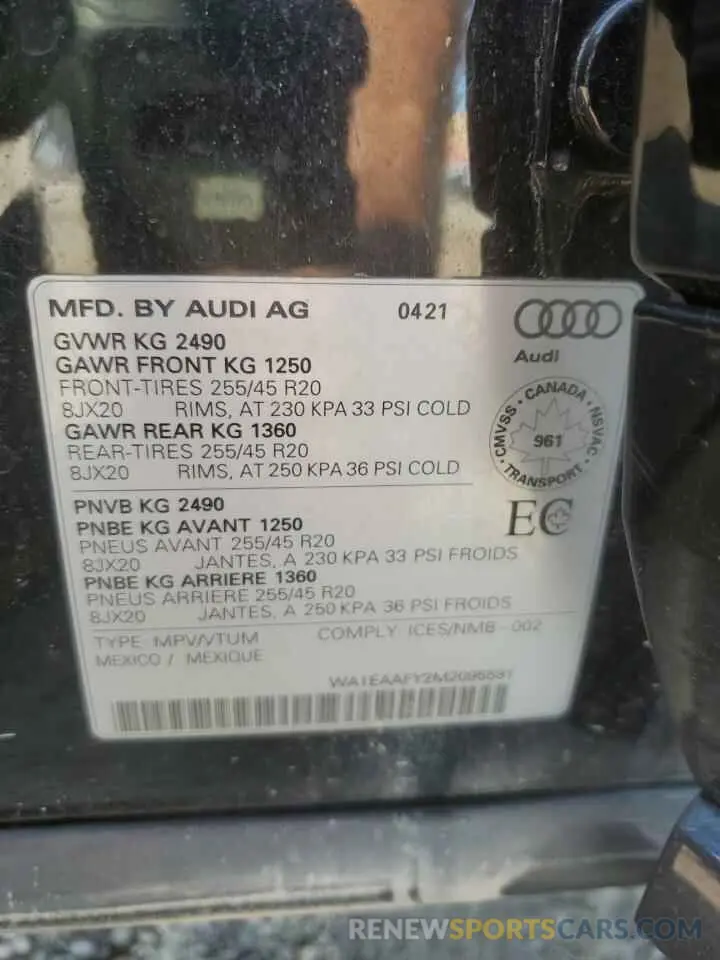 MFD. BY AUDI AG 0421
Audi
GVWR KG 2490
GAWR FRONT KG 1250
FRONT-TIRES 255/45 R20
8JX20 RIMS, AT 230 KPA 33 PSI COLD
GAWR REAR KG 1360
REAR-TIRES 255/45 R20
8JX20 RIMS, AT 250 KPA 36 PSI COLD
CMVSS · CANADA · NSVAC
961
TRANSPORT
EC
PNVB KG 2490
PNBE KG AVANT 1250
PNEUS AVANT 255/45 R20
8JX20 JANTES, A 230 KPA 33 PSI FROIDS
PNBE KG ARRIERE 1360
PNEUS ARRIERE 255/45 R20
8JX20 JANTES, A 250 KPA 36 PSI FROIDS
TYPE MPV/VTUM COMPLY ICES/NMB-002
MEXICO / MEXIQUE
RENEWSPORTSCARS.COM